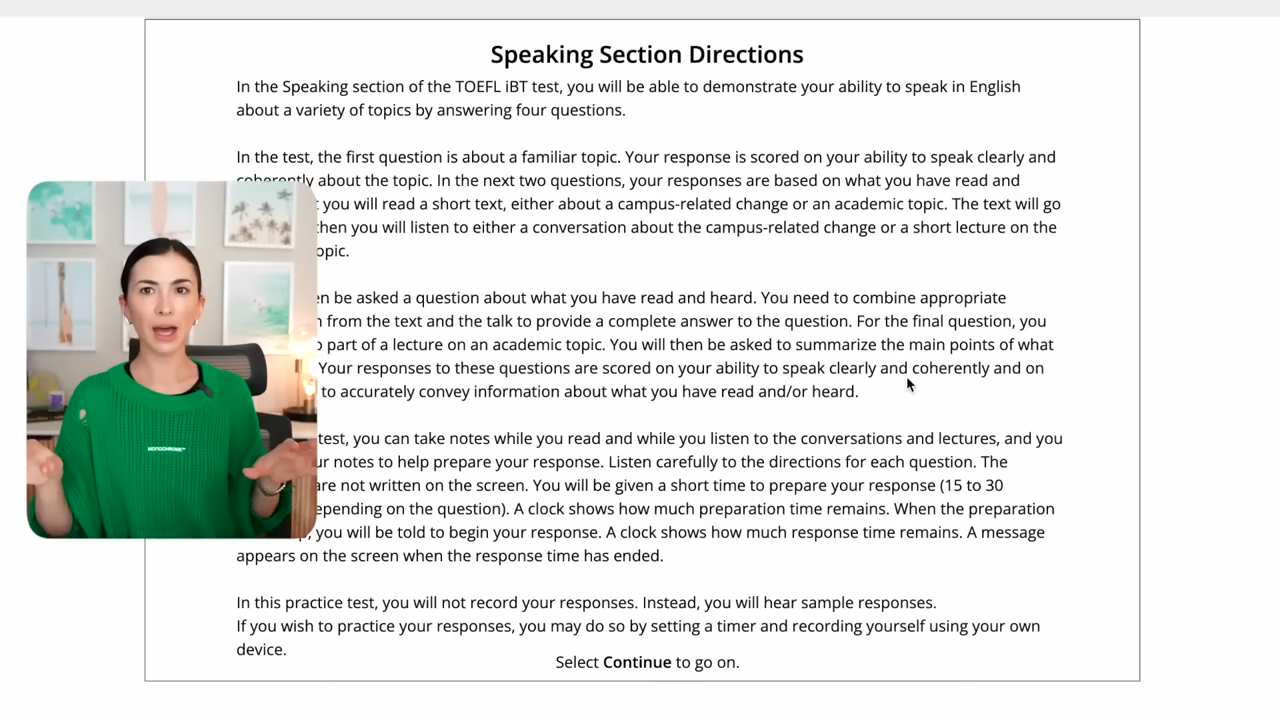 Speaking Section Directions
In the Speaking section of the TOEFL iBT test, you will be able to demonstrate your ability to speak in English
about a variety of topics by answering four questions.
In the test, the first question is about a familiar topic. Your response is scored on your ability to speak clearly and
coherently about the topic. In the next two questions, your responses are based on what you have read and
you will read a short text, either about a campus-related change or an academic topic. The text will go
then you will listen to either a conversation about the campus-related change or a short lecture on the
opic.
en be asked a question about what you have read and heard. You need to combine appropriate
from the text and the talk to provide a complete answer to the question. For the final question, you
part of a lecture on an academic topic. You will then be asked to summarize the main points of what
Your responses to these questions are scored on your ability to speak clearly and coherently and on
to accurately convey information about what you have read and/or heard.
test, you can take notes while you read and while you listen to the conversations and lectures, and you
ur notes to help prepare your response. Listen carefully to the directions for each question. The
are not written on the screen. You will be given a short time to prepare your response (15 to 30
epending on the question). A clock shows how much preparation time remains. When the preparation
, you will be told to begin your response. A clock shows how much response time remains. A message
appears on the screen when the response time has ended.
In this practice test, you will not record your responses. Instead, you will hear sample responses.
If you wish to practice your responses, you may do so by setting a timer and recording yourself using your own
device.
Select Continue to go on.
MONOCHROME™